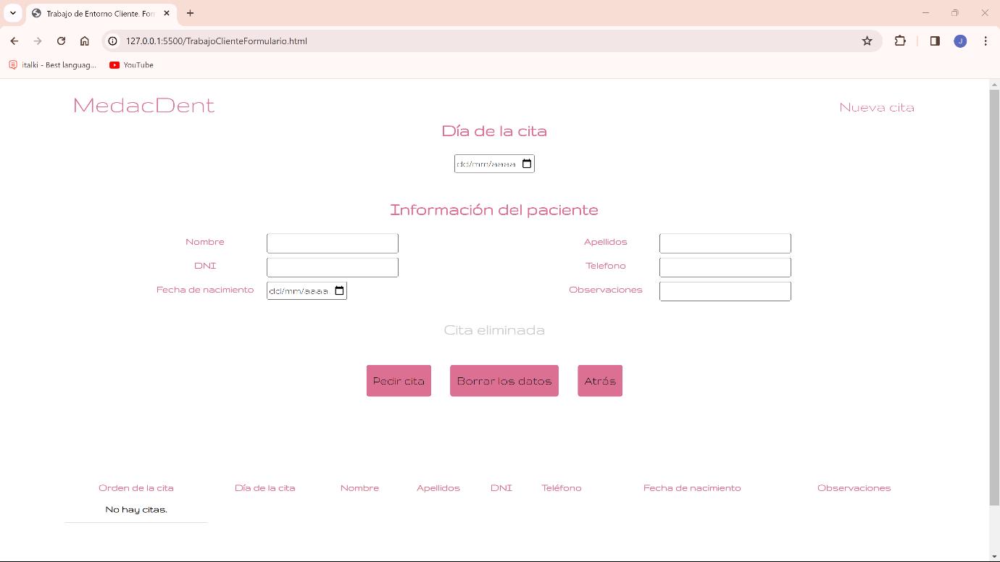 Trabajo de Entorno Cliente. For
127.0.0.1:5500/TrabajoClienteFormulario.html
J
italki - Best languag... YouTube
MedacDent Nueva cita
Día de la cita
dd/mm/aaaa
Información del paciente
Nombre Apellidos
DNI Telefono
Fecha de nacimiento dd/mm/aaaa Observaciones
Cita eliminada
Pedir cita Borrar los datos Atrás
Orden de la cita Día de la cita Nombre Apellidos DNI Teléfono Fecha de nacimiento Observaciones
No hay citas.